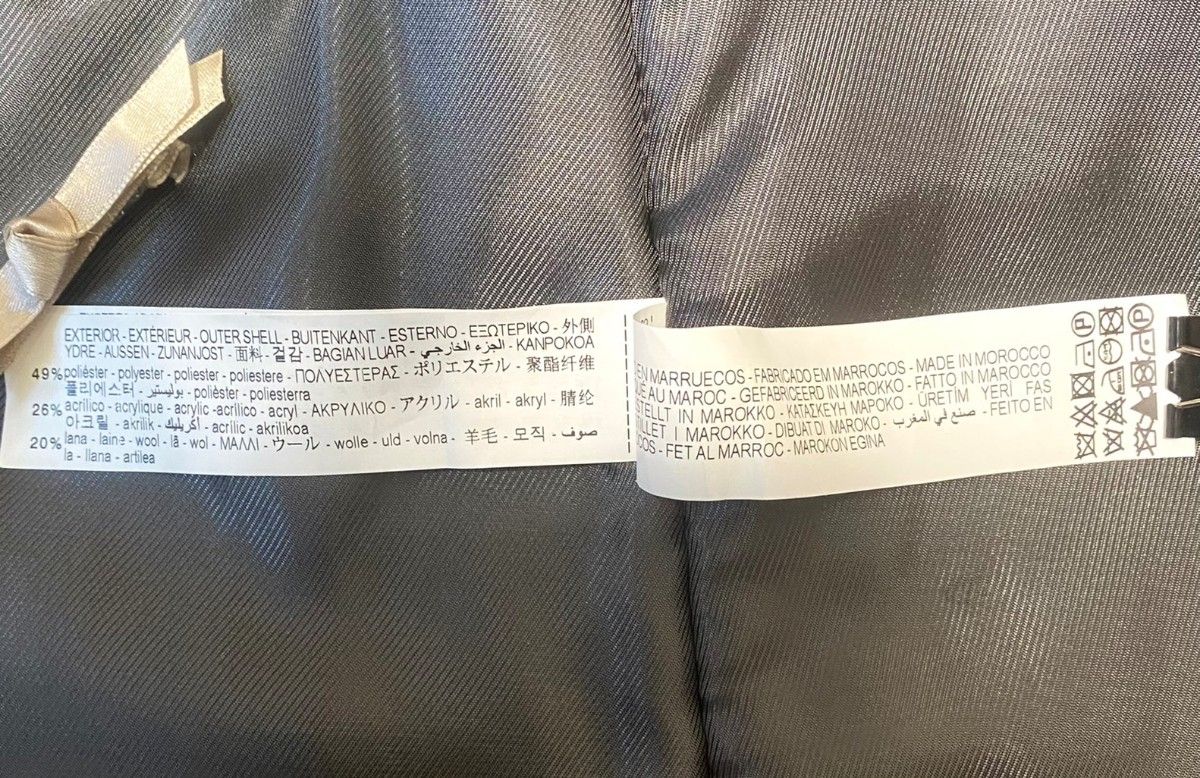 EXTERIOR - EXTÉRIEUR - OUTER SHELL - BUITENKANT - ESTERNO - ΕΞΩΤΕΡΙΚΟ - 外側
YDRE - AUSSEN - ZUNANJOST - 面料 - 겉감 - BAGIAN LUAR - الجزء الخارجي - KANPOKOA
49% poliéster - polyester - poliester - poliestere - ΠΟΛΥΕΣΤΕΡΑΣ - ポリエステル - 聚酯纤维
폴리에스터 - بوليستير - polièster - poliesterra
26% acrílico - acrylique - acrylic - acrilico - acryl - ΑΚΡΥΛΙΚΟ - アクリル - akril - akryl - 腈纶
아크릴 - akrilik - أكريليك - acrílic - akrilikoa
20% lana - laine - wool - lã - wol - ΜΑΛΛΙ - ウール - wolle - uld - volna - 羊毛 - 모직 - صوف
la - llana - artilea
EN MARRUECOS - FABRICADO EM MARROCOS - MADE IN MOROCCO
AU MAROC - GEFABRICEERD IN MAROKKO - FATTO IN MAROCCO
IN MAROKKO - ΚΑΤΑΣΚΕΥΗ ΜΑΡΟΚΟ - ÜRETİM YERİ FAS
I MAROKKO - DIBUAT DI MAROKO - صنع في المغرب - FEITO EN
FET AL MARROC - MAROKON EGINA
P P